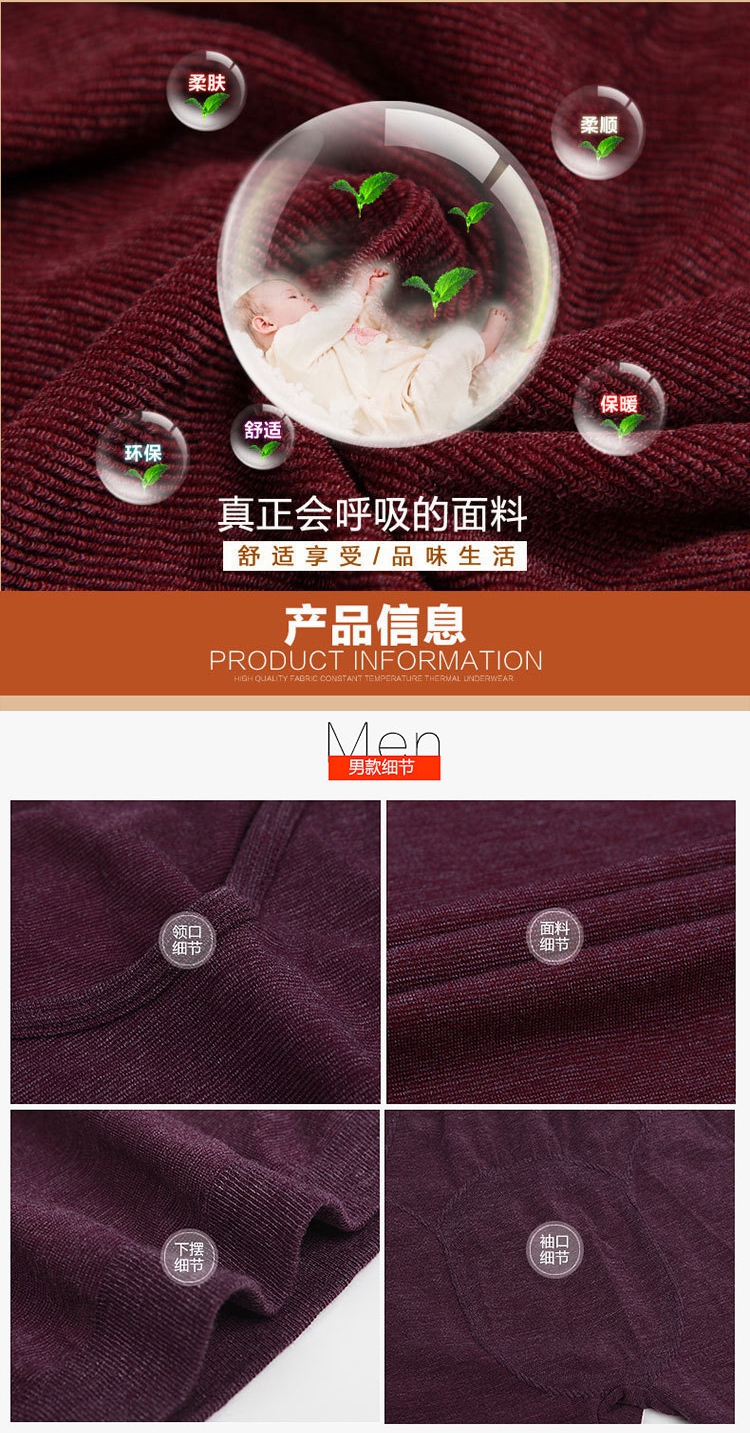 柔肤
柔顺
保暖
舒适
环保
真正会呼吸的面料
舒适享受/品味生活
产品信息
PRODUCT INFORMATION
HIGH QUALITY FABRIC CONSTANT TEMPERATURE THERMAL UNDERWEAR
Men
男款细节
领口
细节
面料
细节
下摆
细节
袖口
细节